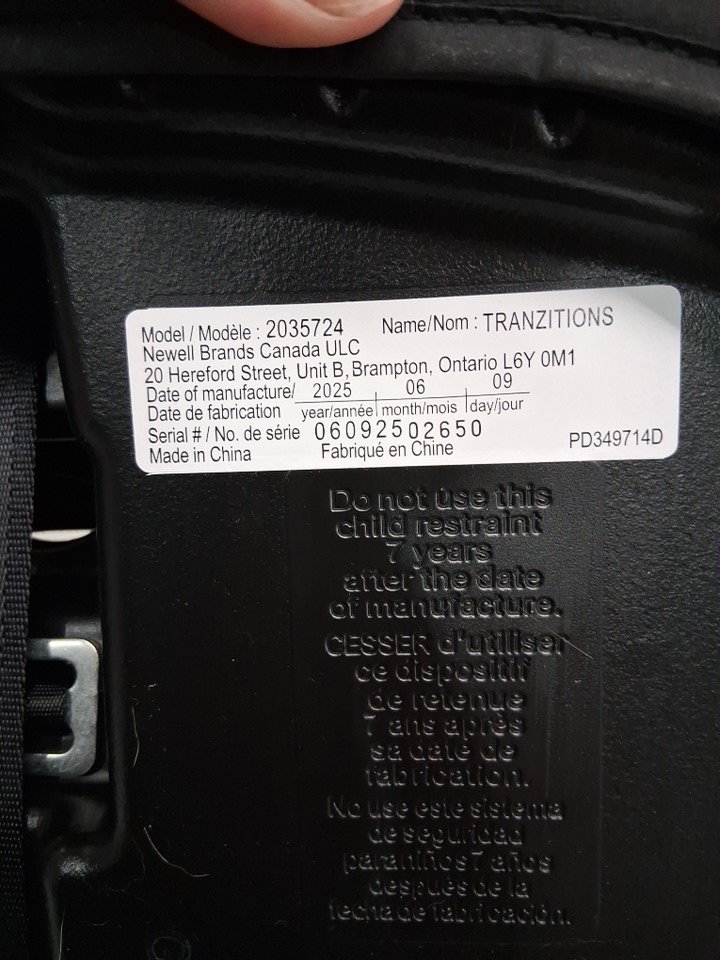 Model / Modèle : 2035724 Name/Nom : TRANZITIONS
Newell Brands Canada ULC
20 Hereford Street, Unit B, Brampton, Ontario L6Y 0M1
Date of manufacture/ 2025 06 09
Date de fabrication year/année month/mois day/jour
Serial # / No. de série 06092502650
Made in China Fabriqué en Chine PD349714D
Do not use this
child restraint
7 years
after the date
of manufacture.
CESSER d'utiliser
ce dispositif
de retenue
7 ans après
sa date de
fabrication.
No use este sistema
de seguridad
para niños 7 años
después de la
fecha de fabricación.